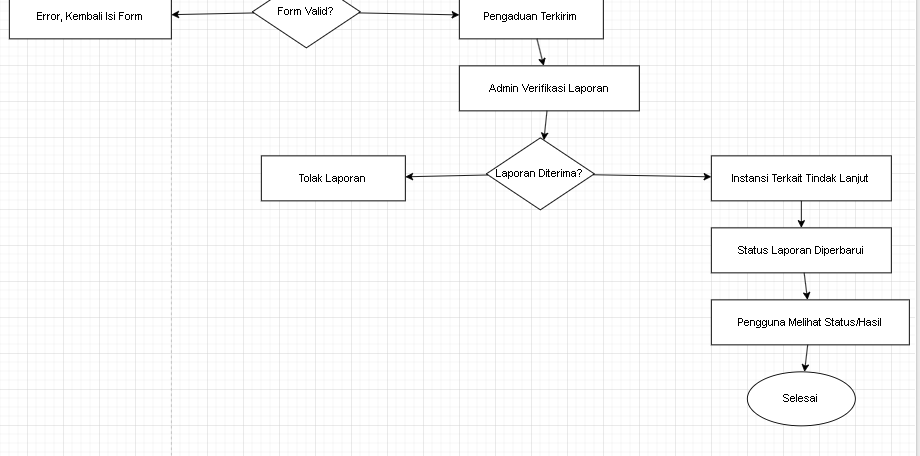 Error, Kembali Isi Form
Form Valid?
Pengaduan Terkirim
Admin Verifikasi Laporan
Tolak Laporan
Laporan Diterima?
Instansi Terkait Tindak Lanjut
Status Laporan Diperbarui
Pengguna Melihat Status/Hasil
Selesai